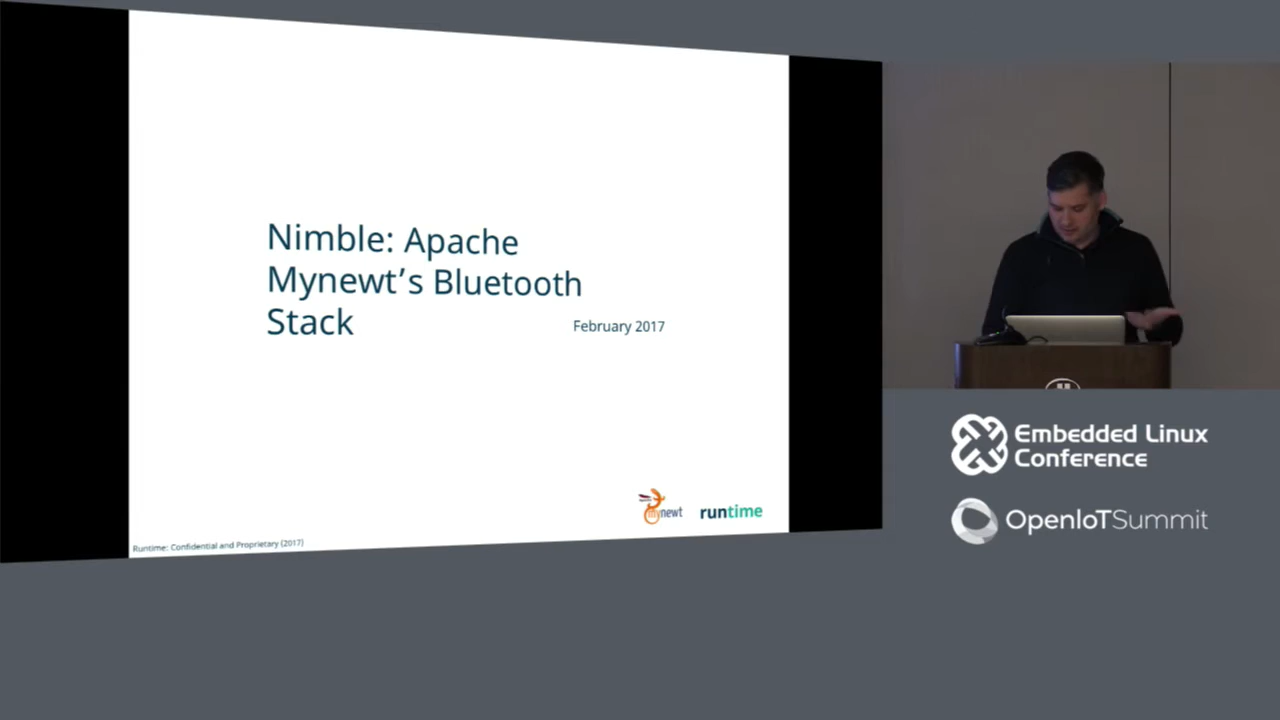 Nimble: Apache
Mynewt’s Bluetooth
Stack
February 2017
mynewt
runtime
Runtime: Confidential and Proprietary (2017)
Embedded Linux
Conference
OpenIoTSummit